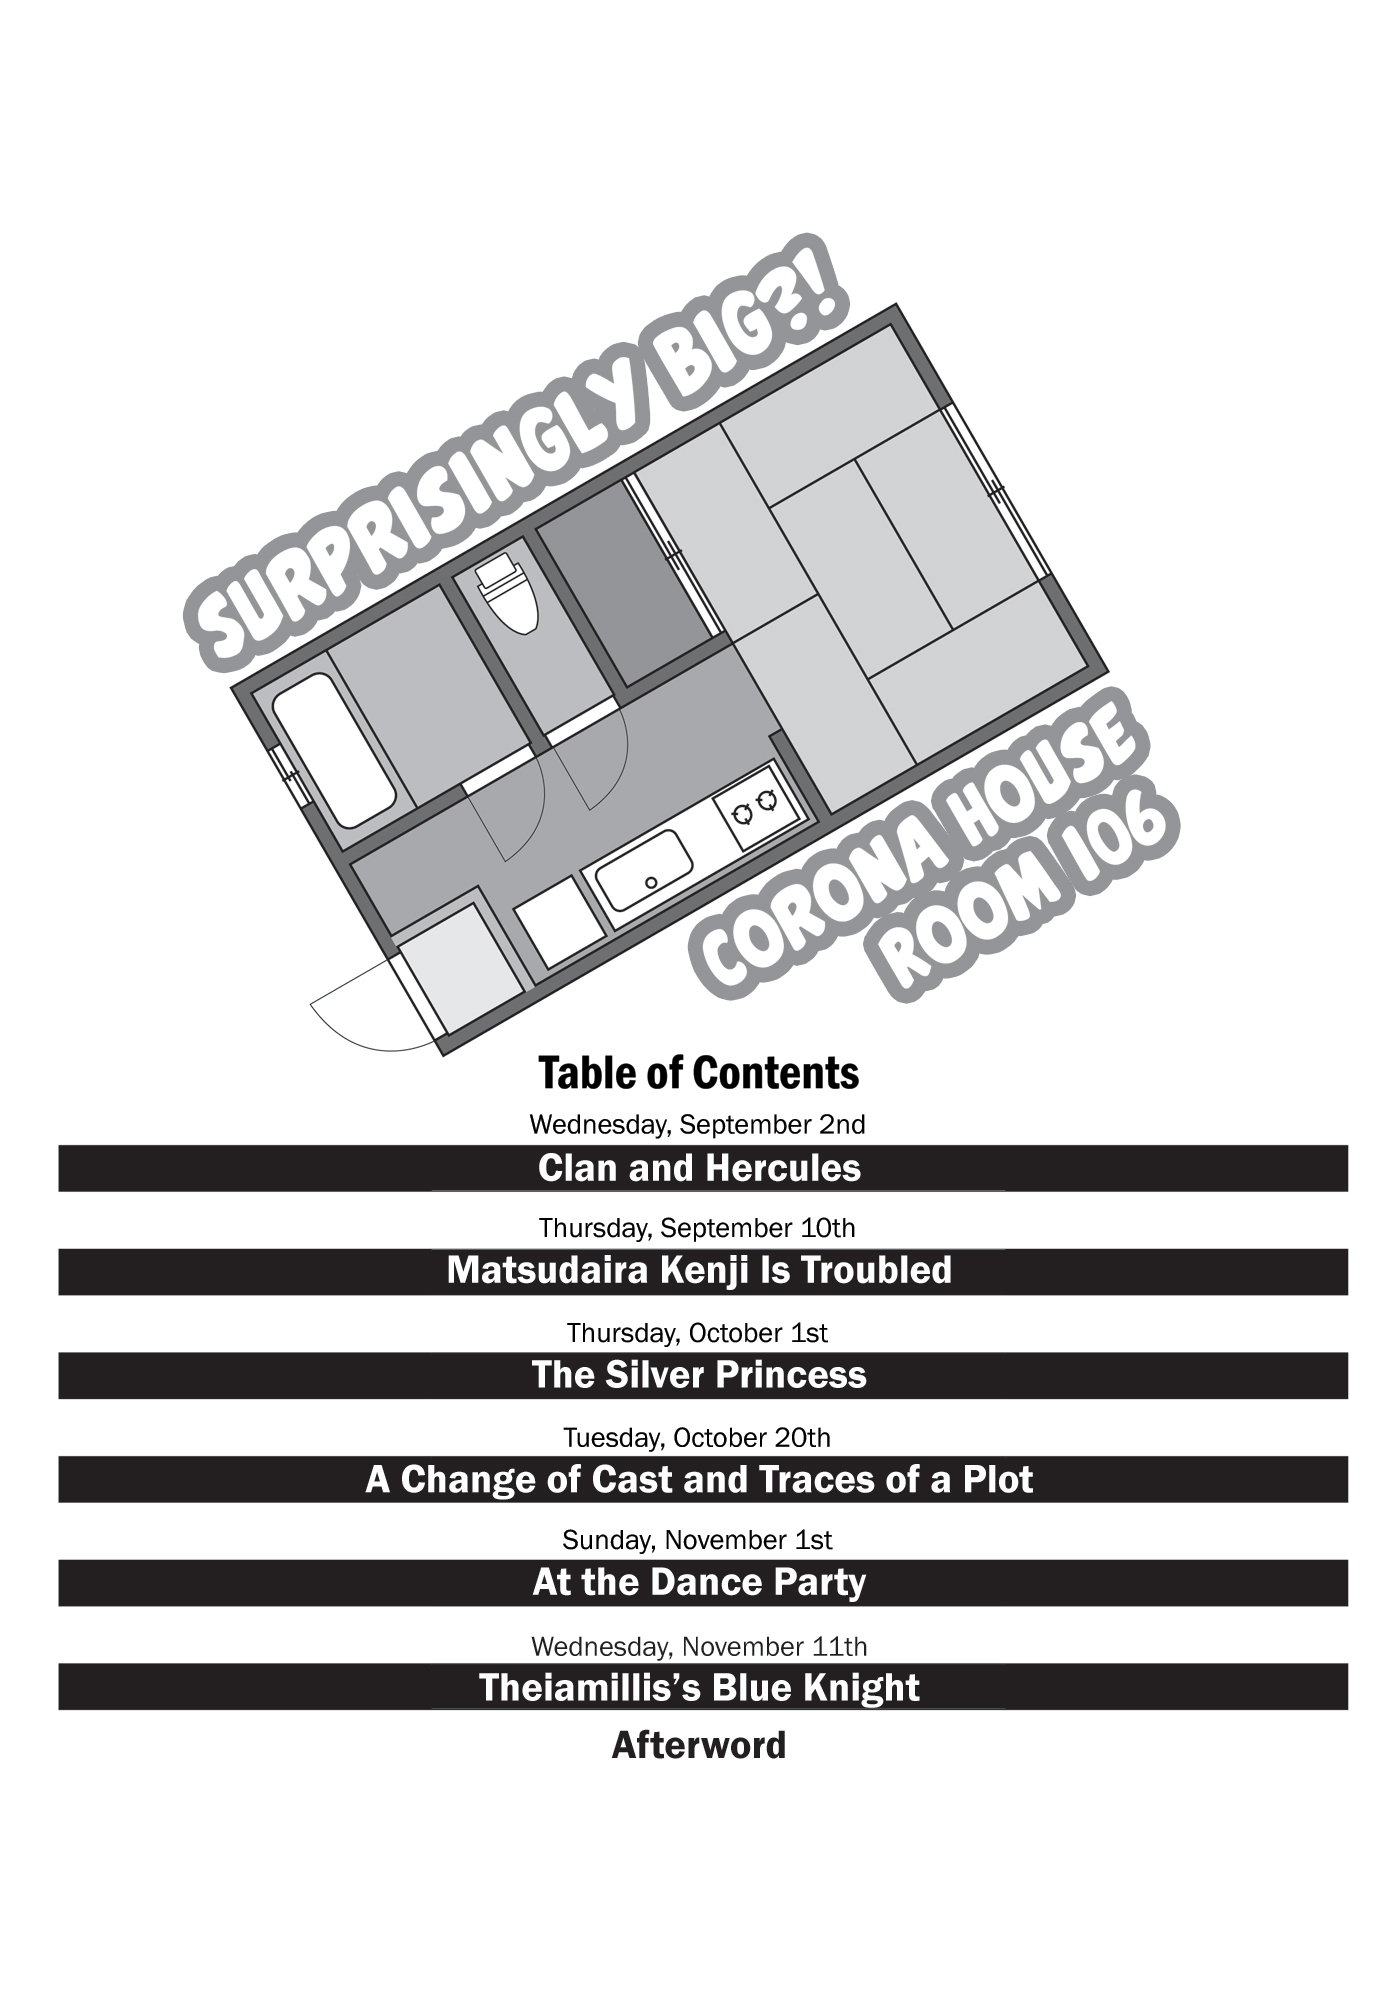 SURPRISINGLY BIG?!
CORONA HOUSE
ROOM 106
Table of Contents
Wednesday, September 2nd
Clan and Hercules
Thursday, September 10th
Matsudaira Kenji Is Troubled
Thursday, October 1st
The Silver Princess
Tuesday, October 20th
A Change of Cast and Traces of a Plot
Sunday, November 1st
At the Dance Party
Wednesday, November 11th
Theiamillis’s Blue Knight
Afterword